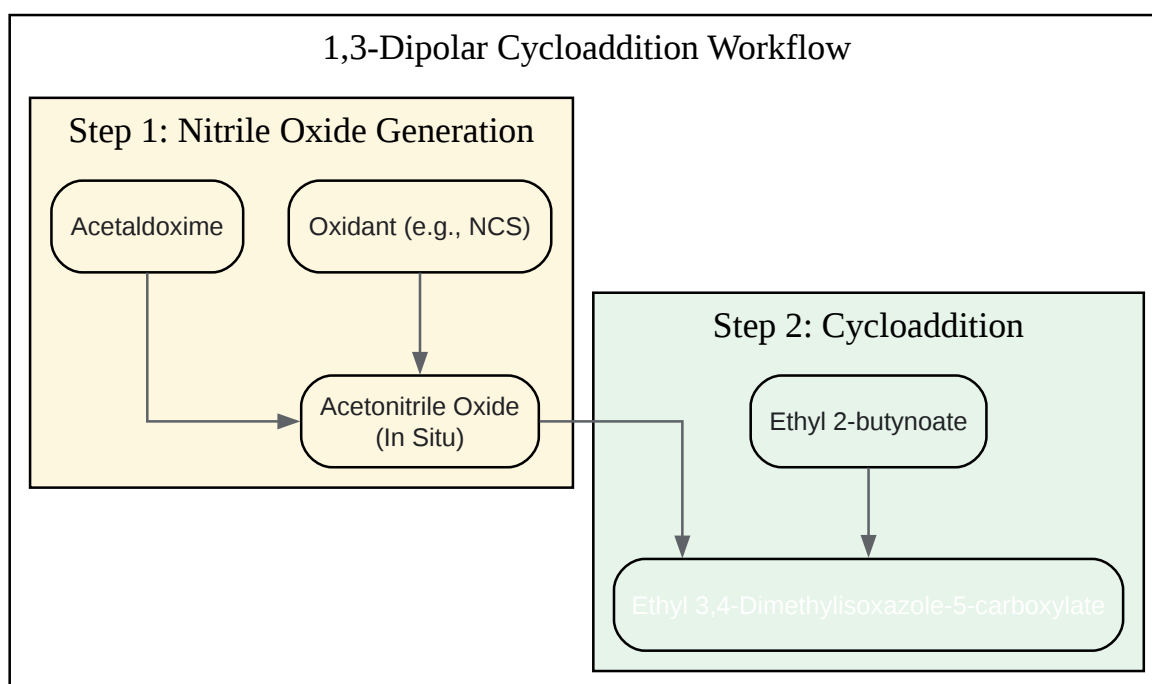 1,3-Dipolar Cycloaddition Workflow
Step 1: Nitrile Oxide Generation
Acetaldoxime
Oxidant (e.g., NCS)
Acetonitrile Oxide
(In Situ)
Step 2: Cycloaddition
Ethyl 2-butynoate
Ethyl 3,4-Dimethylisoxazole-5-carboxylate